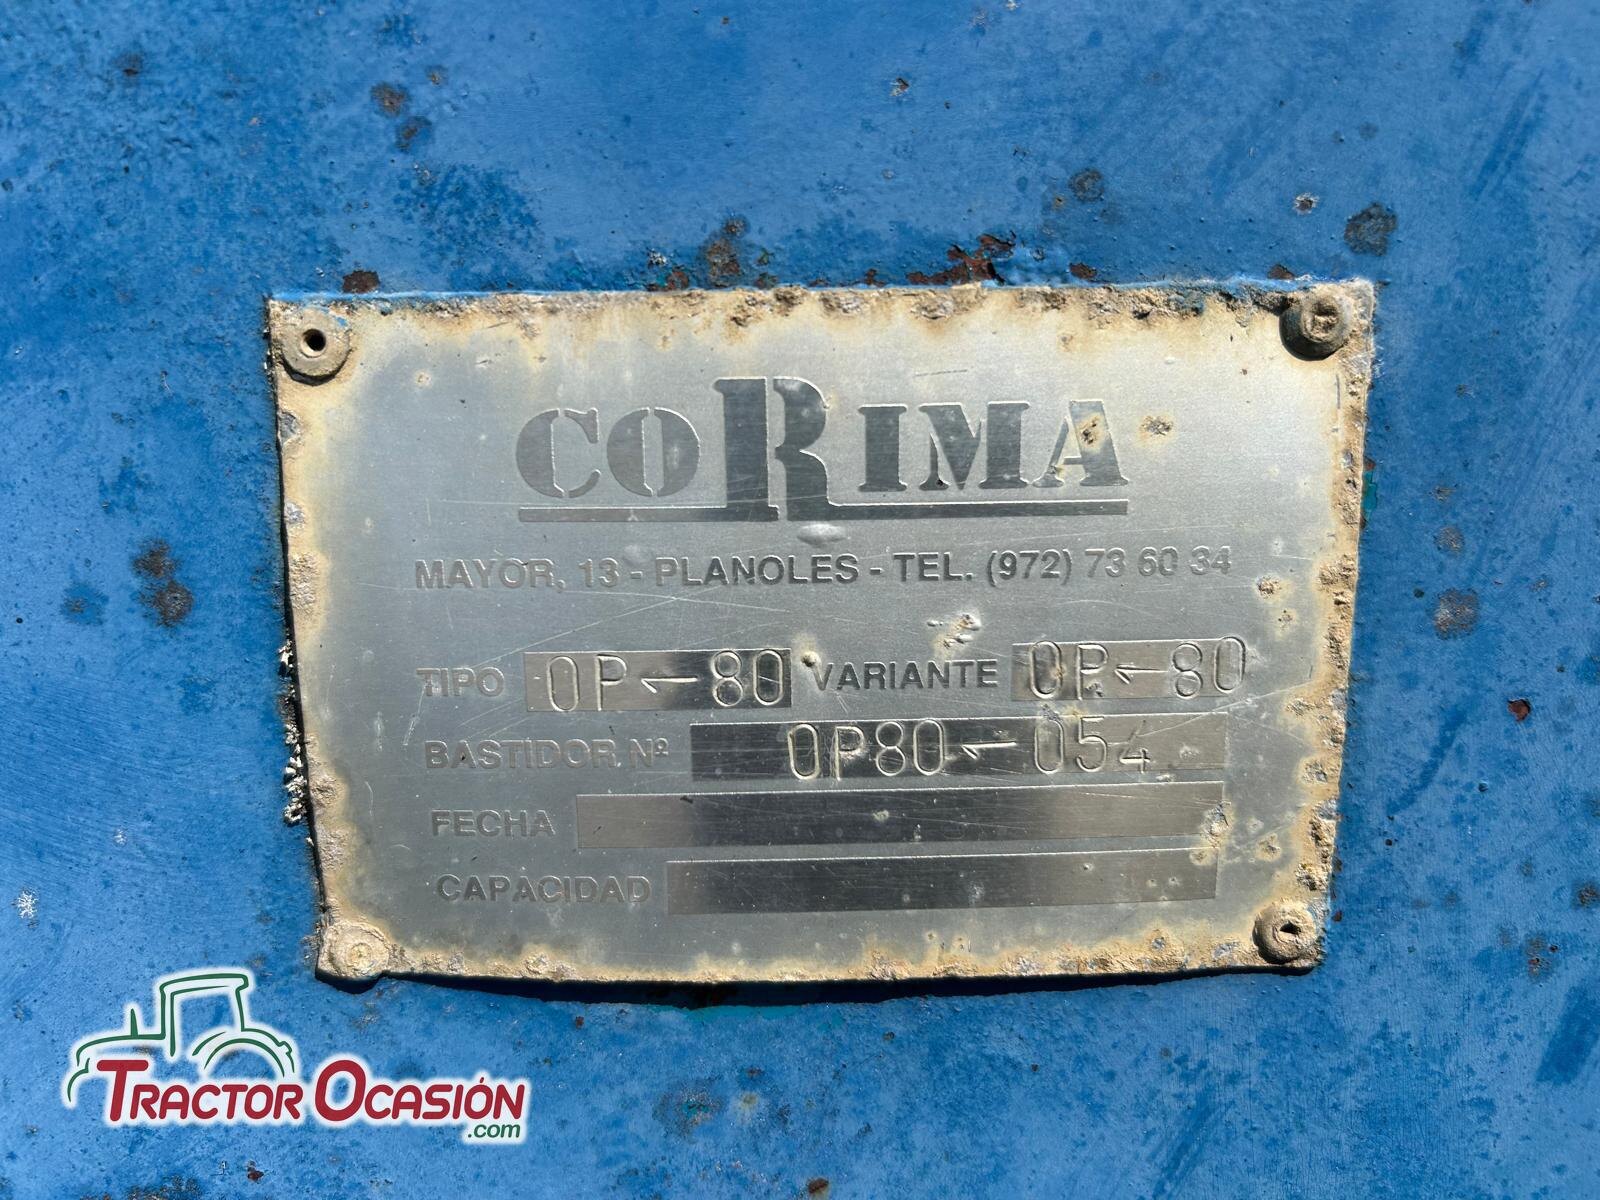 CORIMA
MAYOR, 13 - PLANOLES - TEL. (972) 73 60 34
TIPO OP-80 VARIANTE OP-80
BASTIDOR Nº OP80-054
FECHA
CAPACIDAD
TRACTOR OCASIÓN
.com